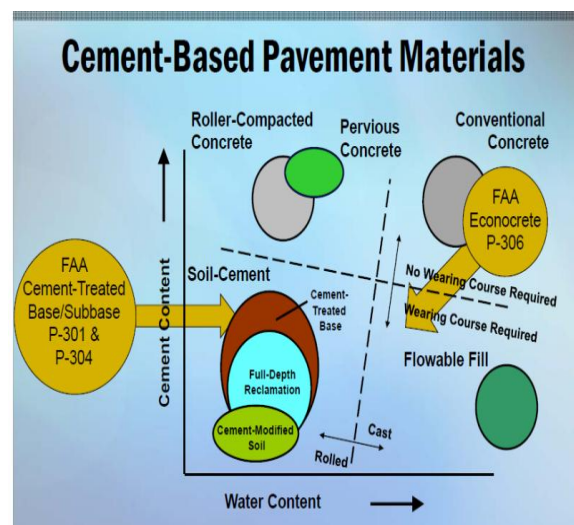 Cement-Based Pavement Materials
Roller-Compacted
Concrete
Pervious
Concrete
Conventional
Concrete
FAA
Econocrete
P-306
No Wearing Course Required
Wearing Course Required
Soil-Cement
Cement-
Treated
Base
FAA
Cement-Treated
Base/Subbase
P-301 &
P-304
Cement Content
Full-Depth
Reclamation
Flowable Fill
Cement-Modified
Soil
Cast
Rolled
Water Content